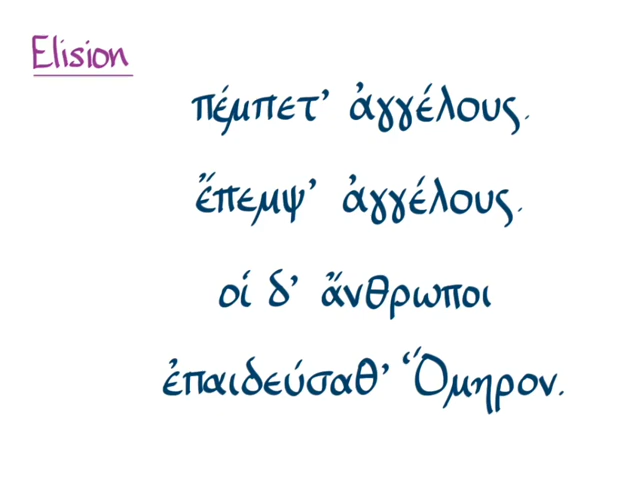 Elision
πέμπετ’ ἀγγέλους.
ἔπεμψ’ ἀγγέλους.
οἱ δ’ ἄνθρωποι
ἐπαιδεύσαθ’ Ὅμηρον.